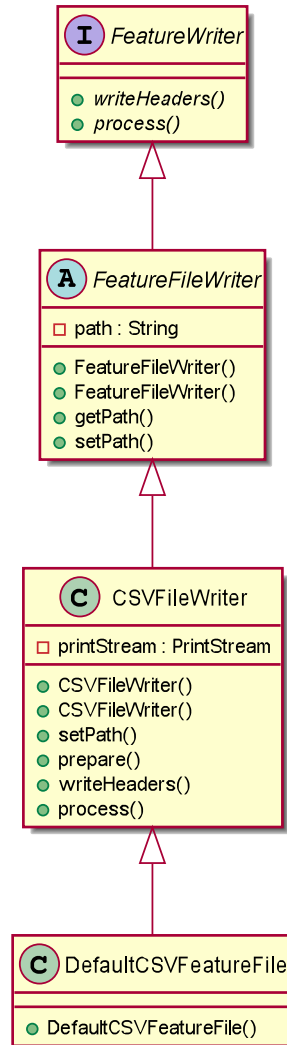 I FeatureWriter
writeHeaders()
process()
A FeatureFileWriter
path : String
FeatureFileWriter()
FeatureFileWriter()
getPath()
setPath()
C CSVFileWriter
printStream : PrintStream
CSVFileWriter()
CSVFileWriter()
setPath()
prepare()
writeHeaders()
process()
C DefaultCSVFeatureFile
DefaultCSVFeatureFile()